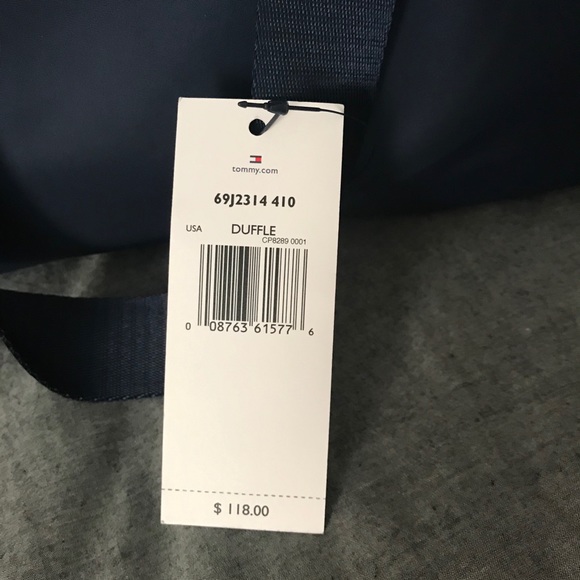 tommy.com
69J2314 410
USA DUFFLE
CP8289 0001
0 08763 61577 6
$ 118.00